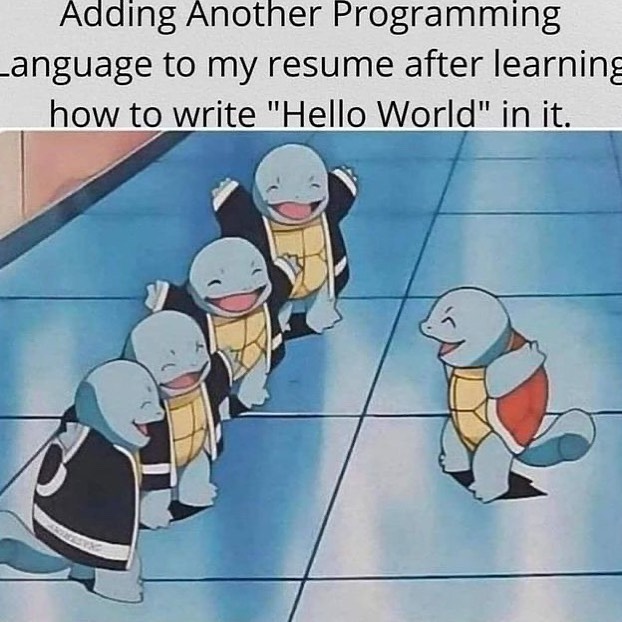 Adding Another Programming
Language to my resume after learning
how to write "Hello World" in it.